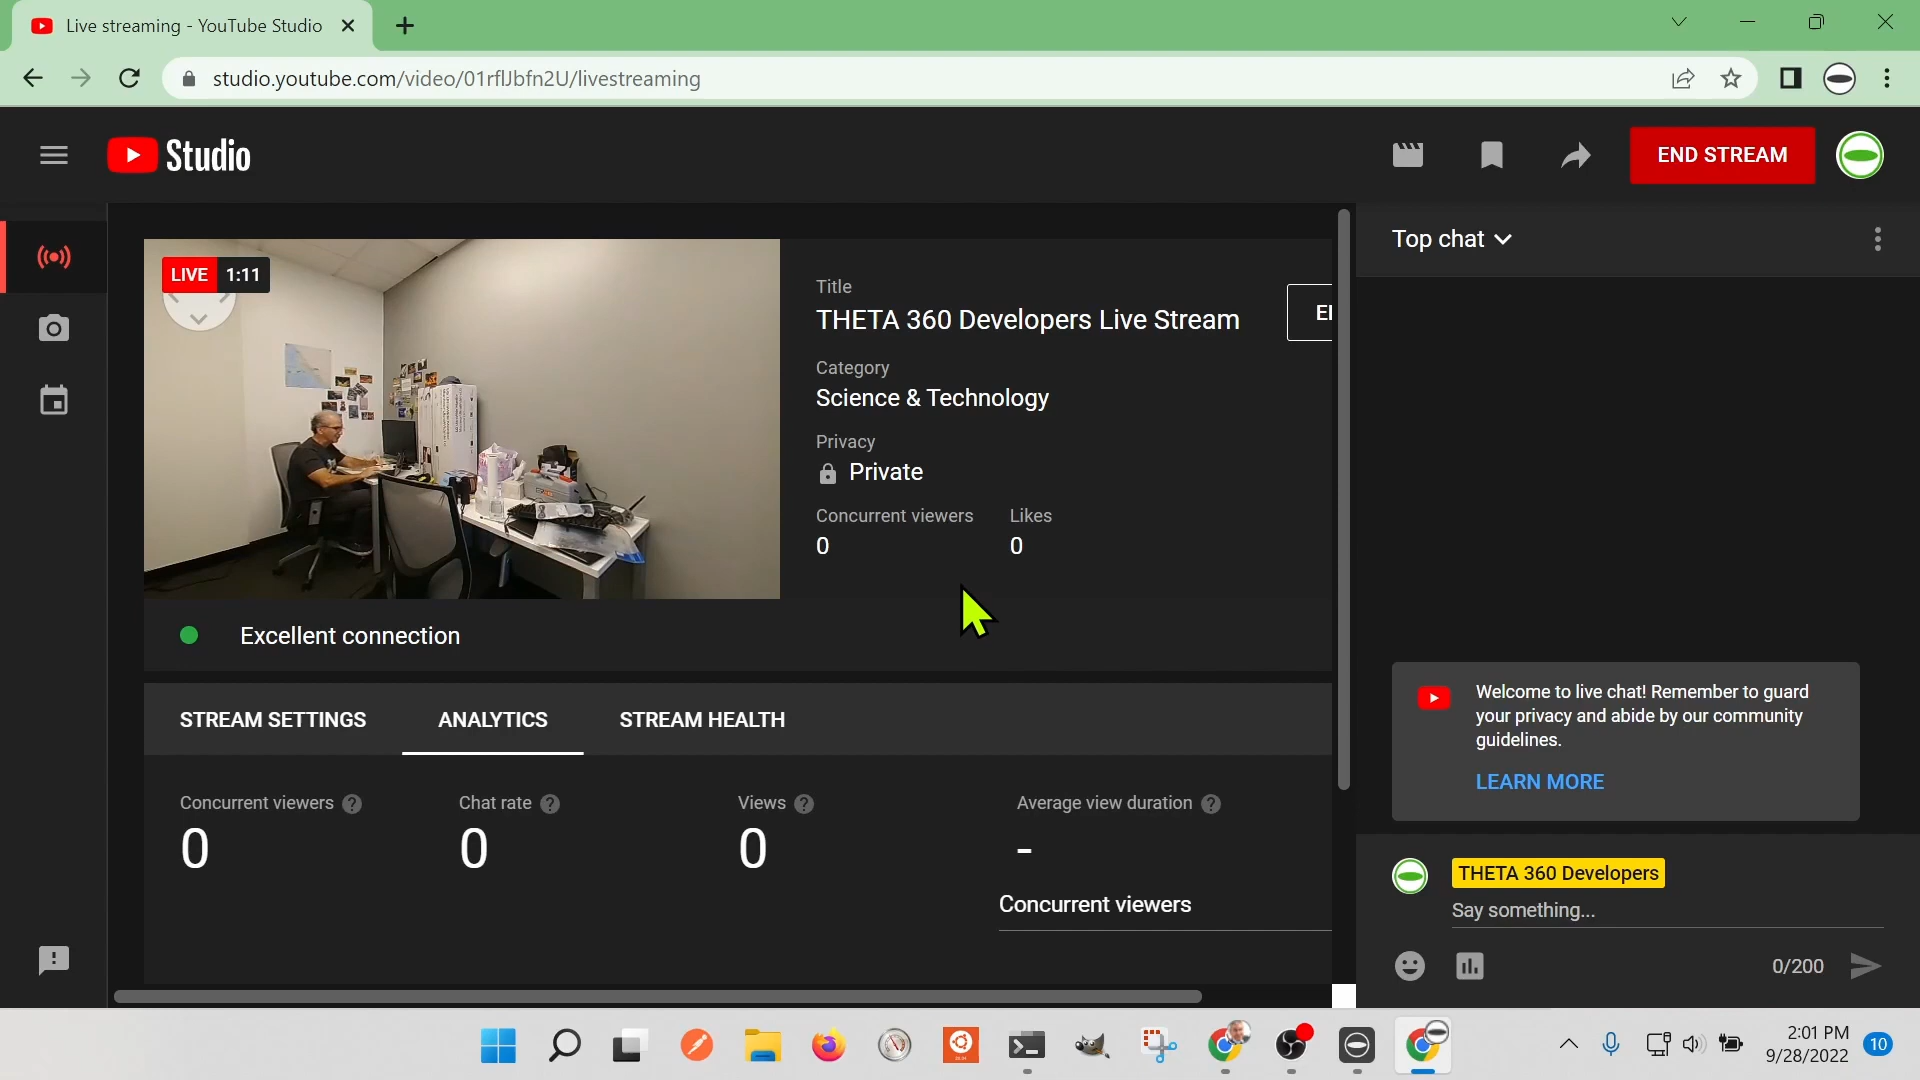 Live streaming - YouTube Studio
studio.youtube.com/video/01rflJbfn2U/livestreaming
Studio
END STREAM
LIVE 1:11
Title
THETA 360 Developers Live Stream
Category
Science & Technology
Privacy
Private
Concurrent viewers Likes
0 0
Excellent connection
STREAM SETTINGS ANALYTICS STREAM HEALTH
Concurrent viewers ? Chat rate ? Views ? Average view duration ?
0 0 0 -
Concurrent viewers
Top chat
Welcome to live chat! Remember to guard
your privacy and abide by our community
guidelines.
LEARN MORE
THETA 360 Developers
Say something...
0/200
2:01 PM
9/28/2022
10